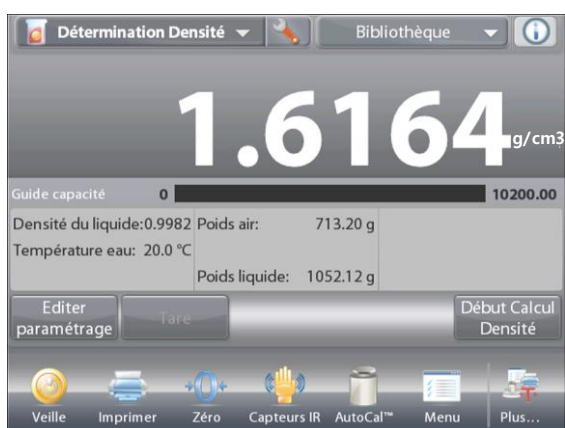 Détermination Densité Bibliothèque
1.6164 g/cm3
Guide capacité 0 10200.00
Densité du liquide:0.9982 Poids air: 713.20 g
Température eau: 20.0 °C
Poids liquide: 1052.12 g
Editer paramétrage
Tare
Début Calcul Densité
Veille Imprimer Zéro Capteurs IR AutoCal™ Menu Plus...